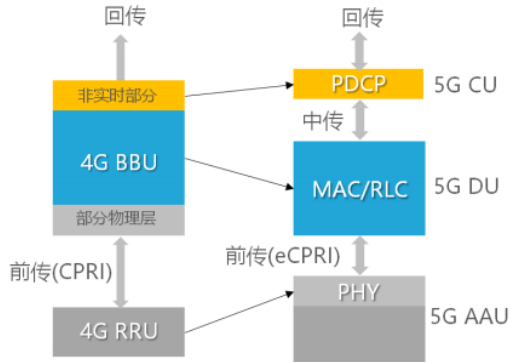 回传
非实时部分
4G BBU
部分物理层
前传(CPRI)
4G RRU
回传
PDCP
5G CU
中传
MAC/RLC
5G DU
前传(eCPRI)
PHY
5G AAU